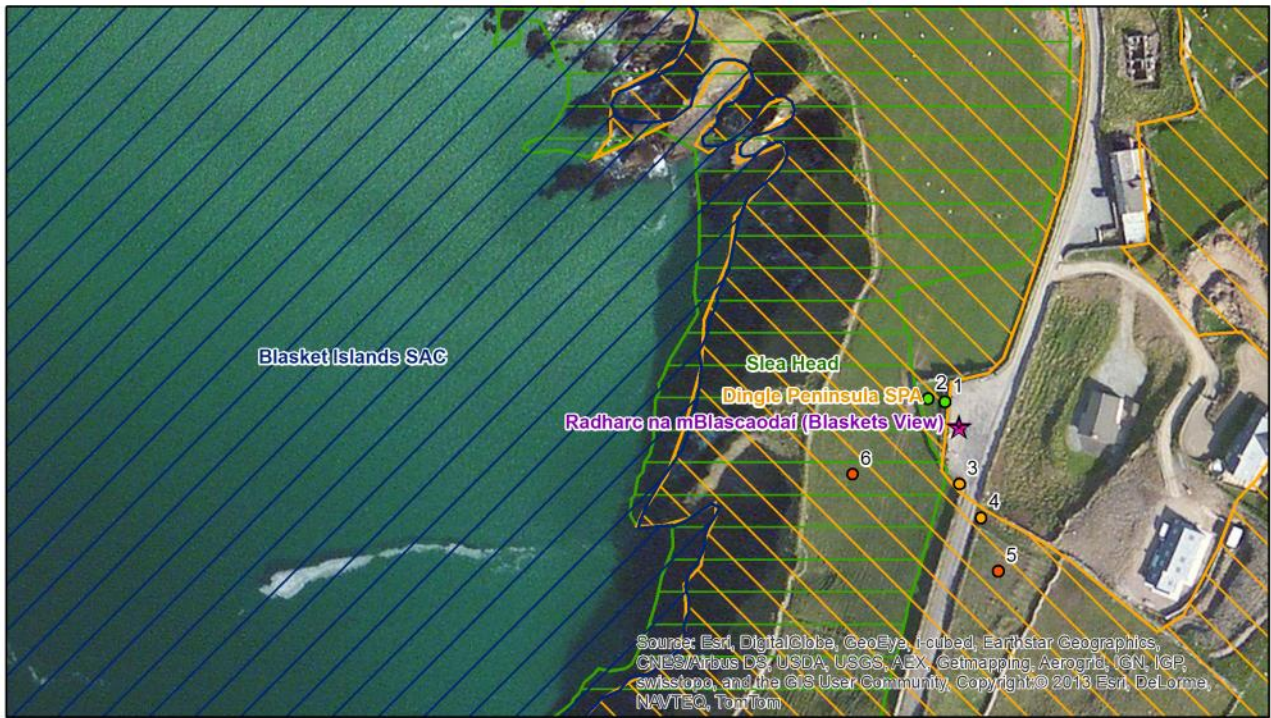 Blasket Islands SAC
Slea Head
Dingle Peninsula SPA
2
1
Radharc na mBlascaodaí (Blaskets View)
6
3
4
5
Source: Esri, DigitalGlobe, GeoEye, i-cubed, Earthstar Geographics,
CNES/Airbus DS, USDA, USGS, AEX, Getmapping, Aerogrid, IGN, IGP,
swisstopo, and the GIS User Community, Copyright:© 2013 Esri, DeLorme,
NAVTEQ, TomTom